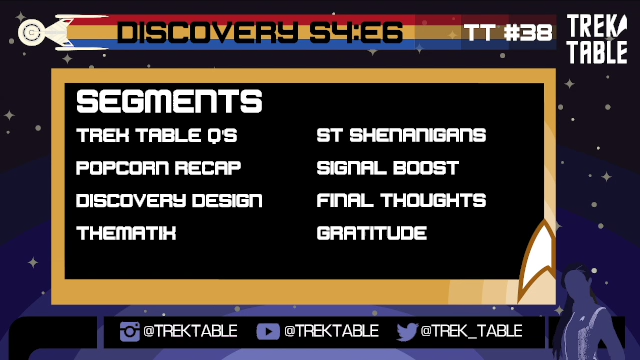 DISCOVERY S4:E6
TT #38
TREK
TABLE
SEGMENTS
TREK TABLE Q'S
POPCORN RECAP
DISCOVERY DESIGN
THEMATIX
ST SHENANIGANS
SIGNAL BOOST
FINAL THOUGHTS
GRATITUDE
@TREKTABLE
@TREKTABLE
@TREK_TABLE